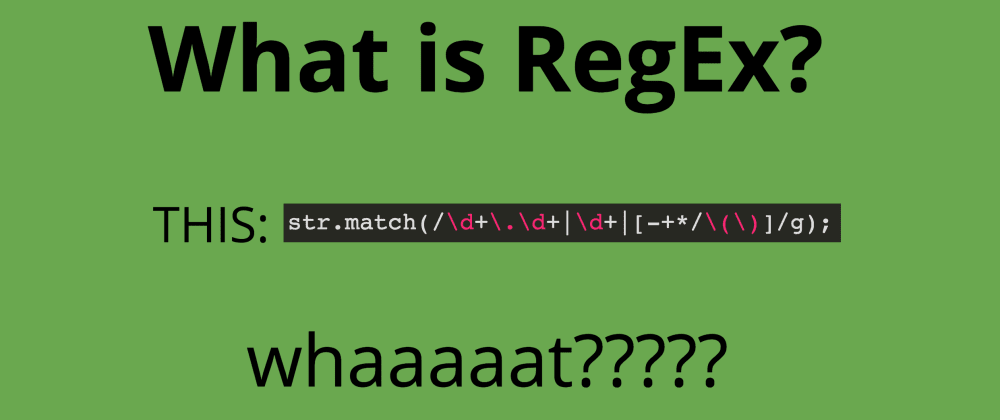 What is RegEx?
THIS: str.match(/\d+\.\d+|\d+|[-+*/\(\)]/g);
whaaaaat?????